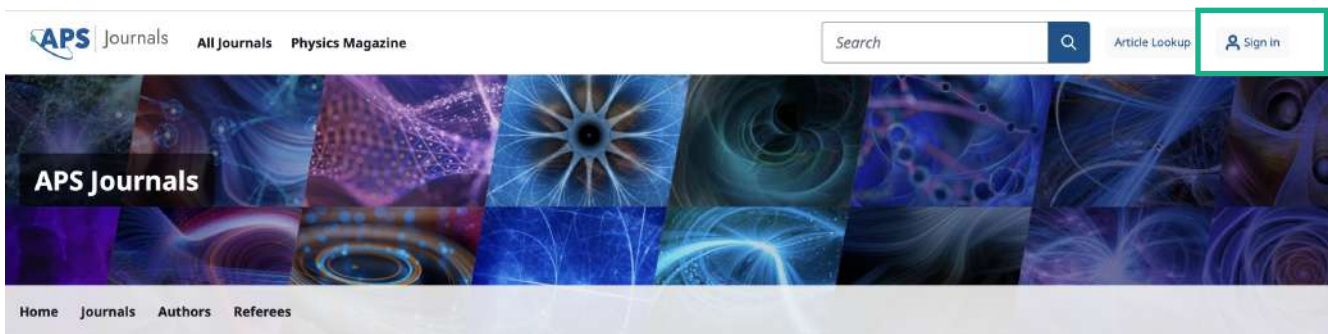 APS Journals
All Journals Physics Magazine
Search
Article Lookup
Sign in
APS Journals
Home Journals Authors Referees